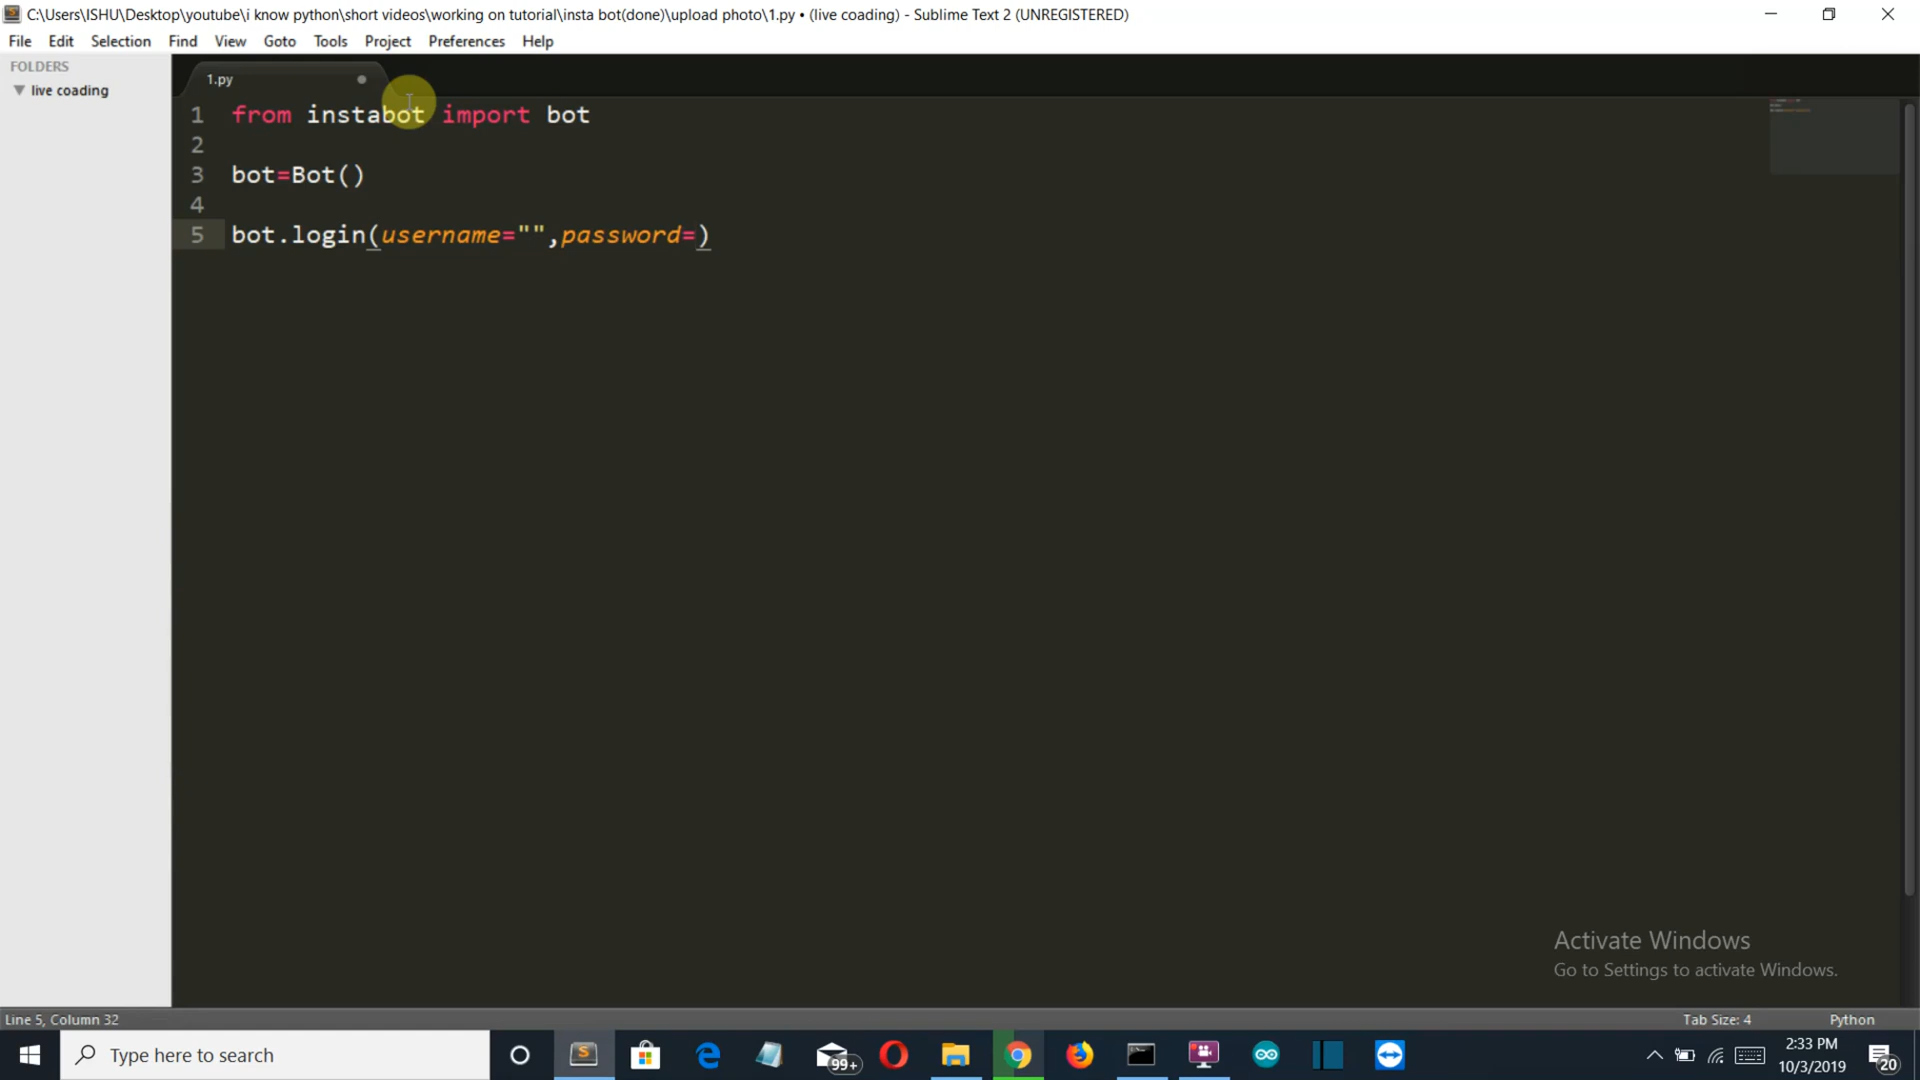 C:\Users\ISHU\Desktop\youtube\i know python\short videos\working on tutorial\insta bot(done)\upload photo\1.py • (live coading) - Sublime Text 2 (UNREGISTERED)
File Edit Selection Find View Goto Tools Project Preferences Help
FOLDERS
live coading
1.py
1 from instabot import bot
2
3 bot=Bot()
4
5 bot.login(username="",password=)
Activate Windows
Go to Settings to activate Windows.
Line 5, Column 32
Tab Size: 4
Python
Type here to search
99+
2:33 PM
10/3/2019
20